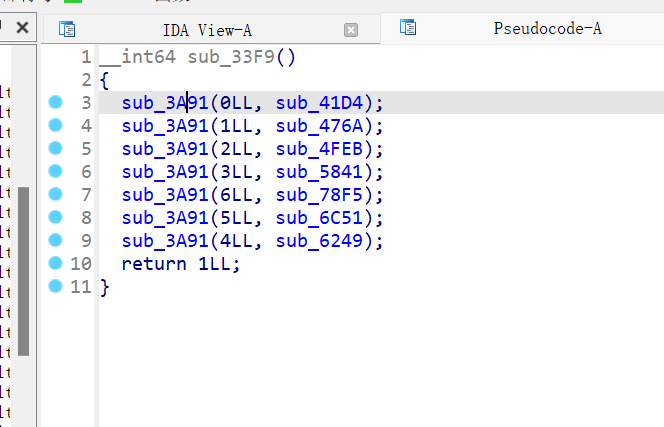 IDA View-A
Pseudocode-A
1 __int64 sub_33F9()
2 {
3 sub_3A91(0LL, sub_41D4);
4 sub_3A91(1LL, sub_476A);
5 sub_3A91(2LL, sub_4FEB);
6 sub_3A91(3LL, sub_5841);
7 sub_3A91(6LL, sub_78F5);
8 sub_3A91(5LL, sub_6C51);
9 sub_3A91(4LL, sub_6249);
10 return 1LL;
11 }